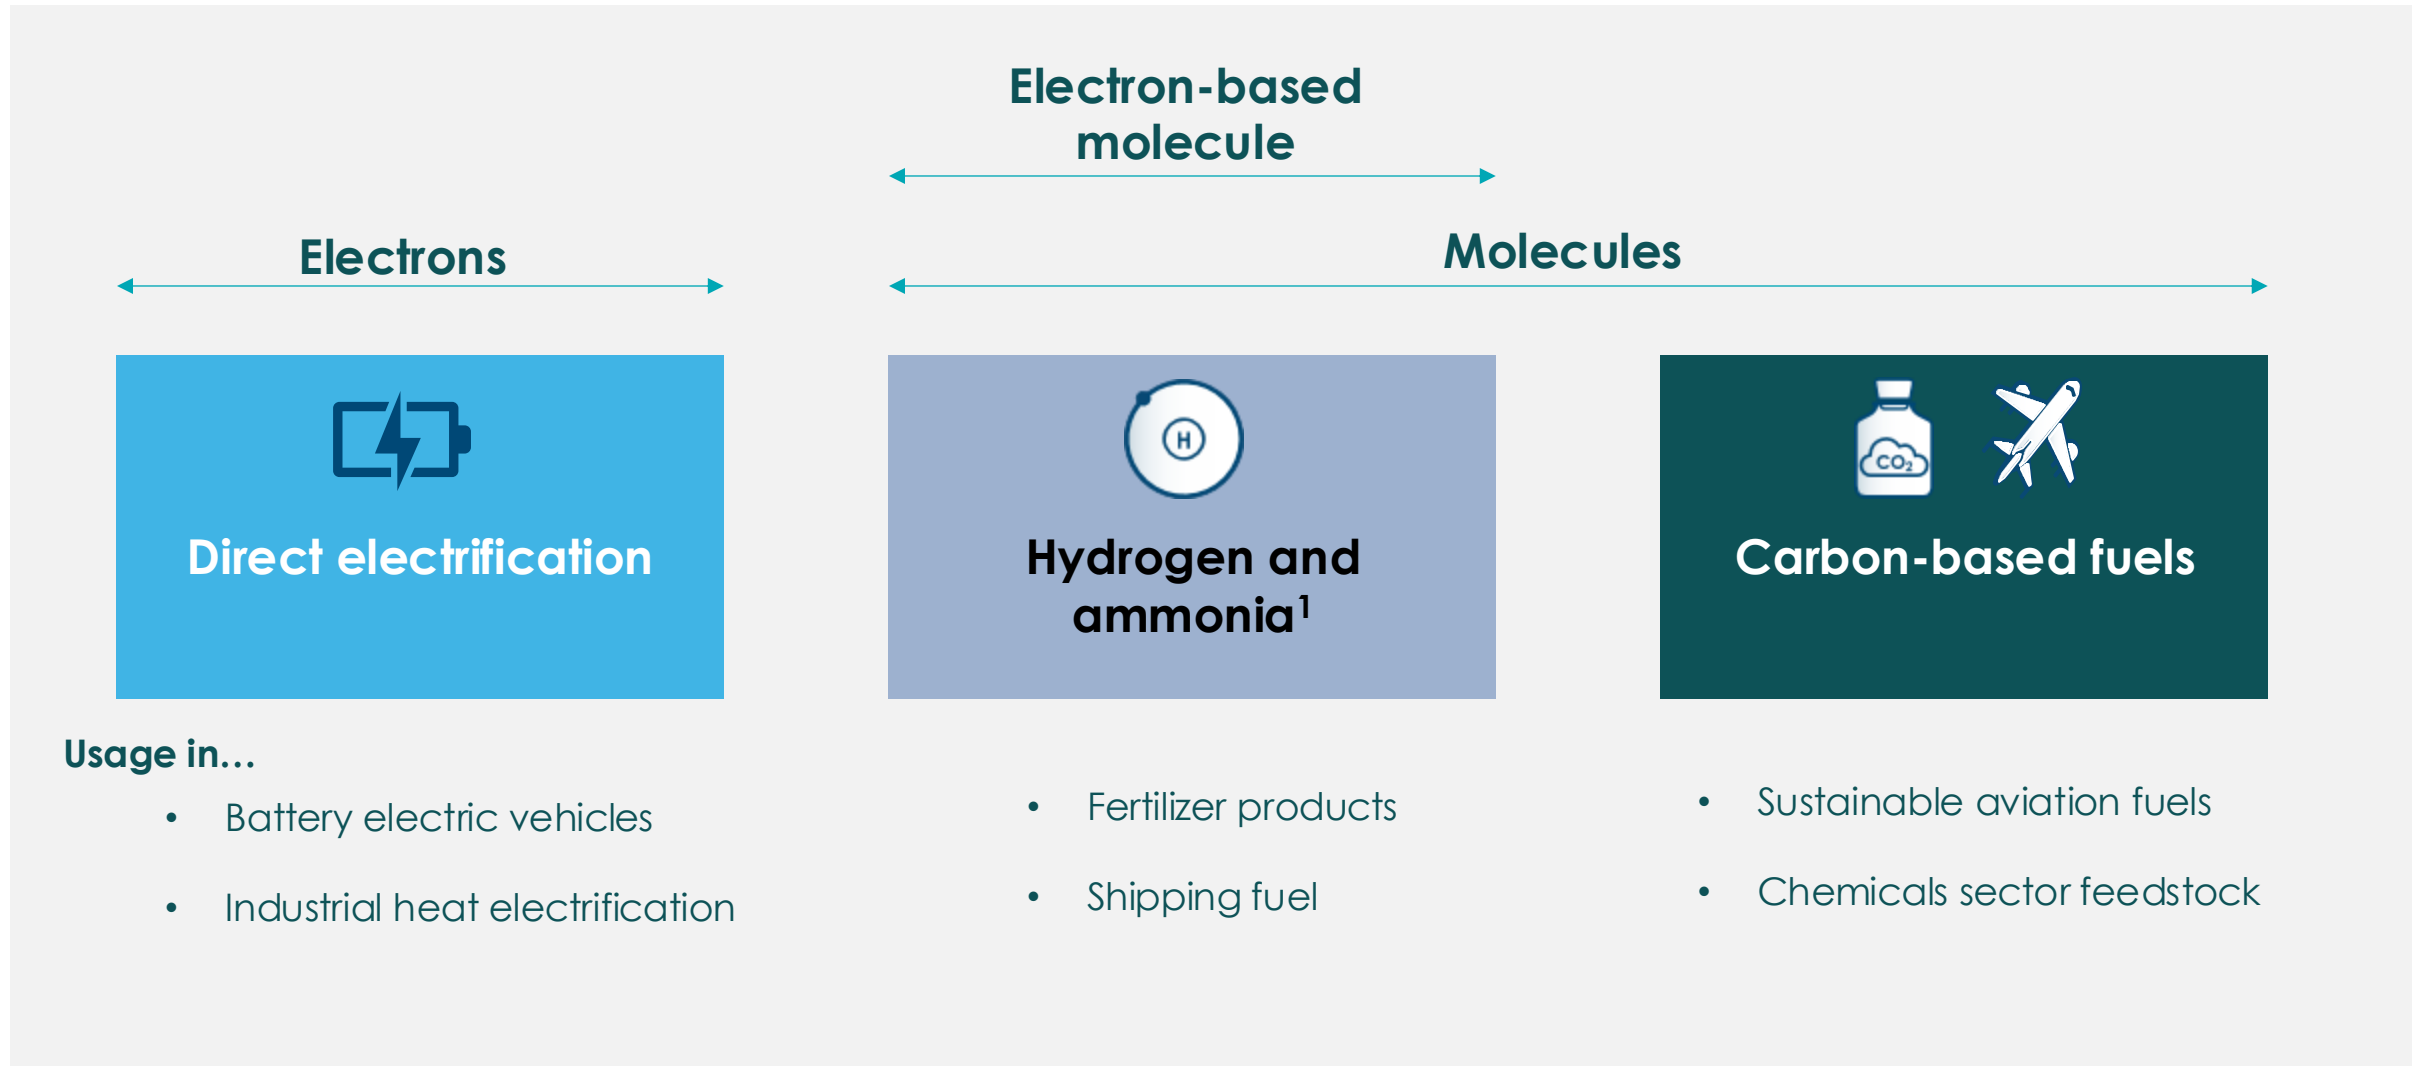 Electron-based
molecule
Electrons
Molecules
H
CO₂
Direct electrification
Hydrogen and
ammonia¹
Carbon-based fuels
Usage in…
• Battery electric vehicles
• Industrial heat electrification
• Fertilizer products
• Shipping fuel
• Sustainable aviation fuels
• Chemicals sector feedstock